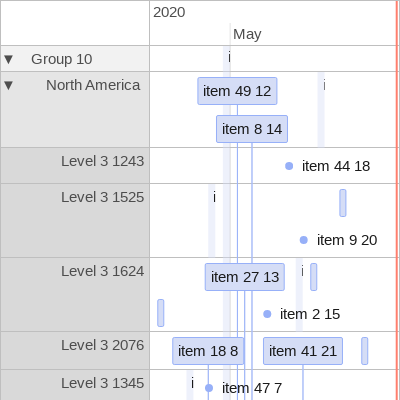 2020
May
▼ Group 10
i
▼ North America
item 49 12
i
item 8 14
Level 3 1243
item 44 18
Level 3 1525
i
item 9 20
Level 3 1624
item 27 13
i
item 2 15
Level 3 2076
item 18 8
item 41 21
Level 3 1345
i
item 47 7